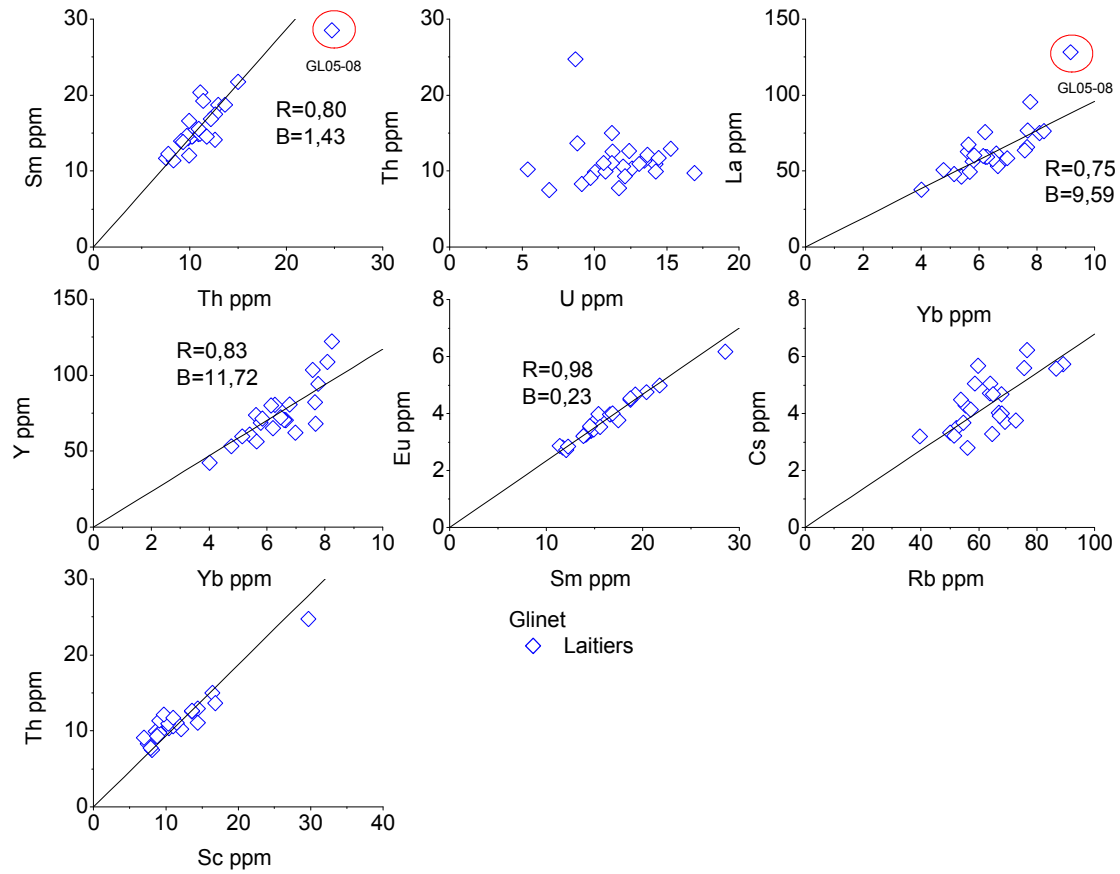 30
20
10
0
Sm ppm
GL05-08
R=0,80
B=1,43
0 10 20 30
Th ppm
30
20
10
0
Th ppm
0 5 10 15 20
U ppm
150
100
50
0
La ppm
GL05-08
R=0,75
B=9,59
0 2 4 6 8 10
Yb ppm
150
100
50
0
Y ppm
R=0,83
B=11,72
0 2 4 6 8 10
Yb ppm
8
6
4
2
0
Eu ppm
R=0,98
B=0,23
0 10 20 30
Sm ppm
8
6
4
2
0
Cs ppm
0 20 40 60 80 100
Rb ppm
30
20
10
0
Th ppm
0 10 20 30 40
Sc ppm
Glinet
Laitiers